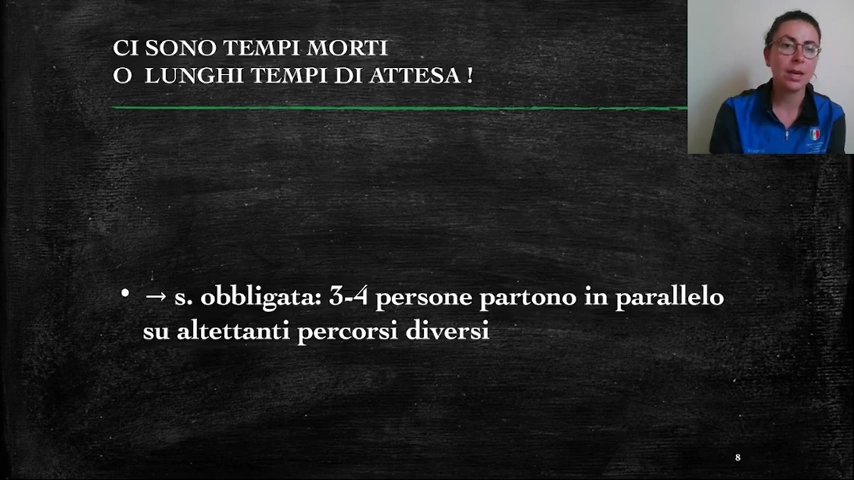 CI SONO TEMPI MORTI
O LUNGHI TEMPI DI ATTESA !
• → s. obbligata: 3-4 persone partono in parallelo
su altettanti percorsi diversi
8